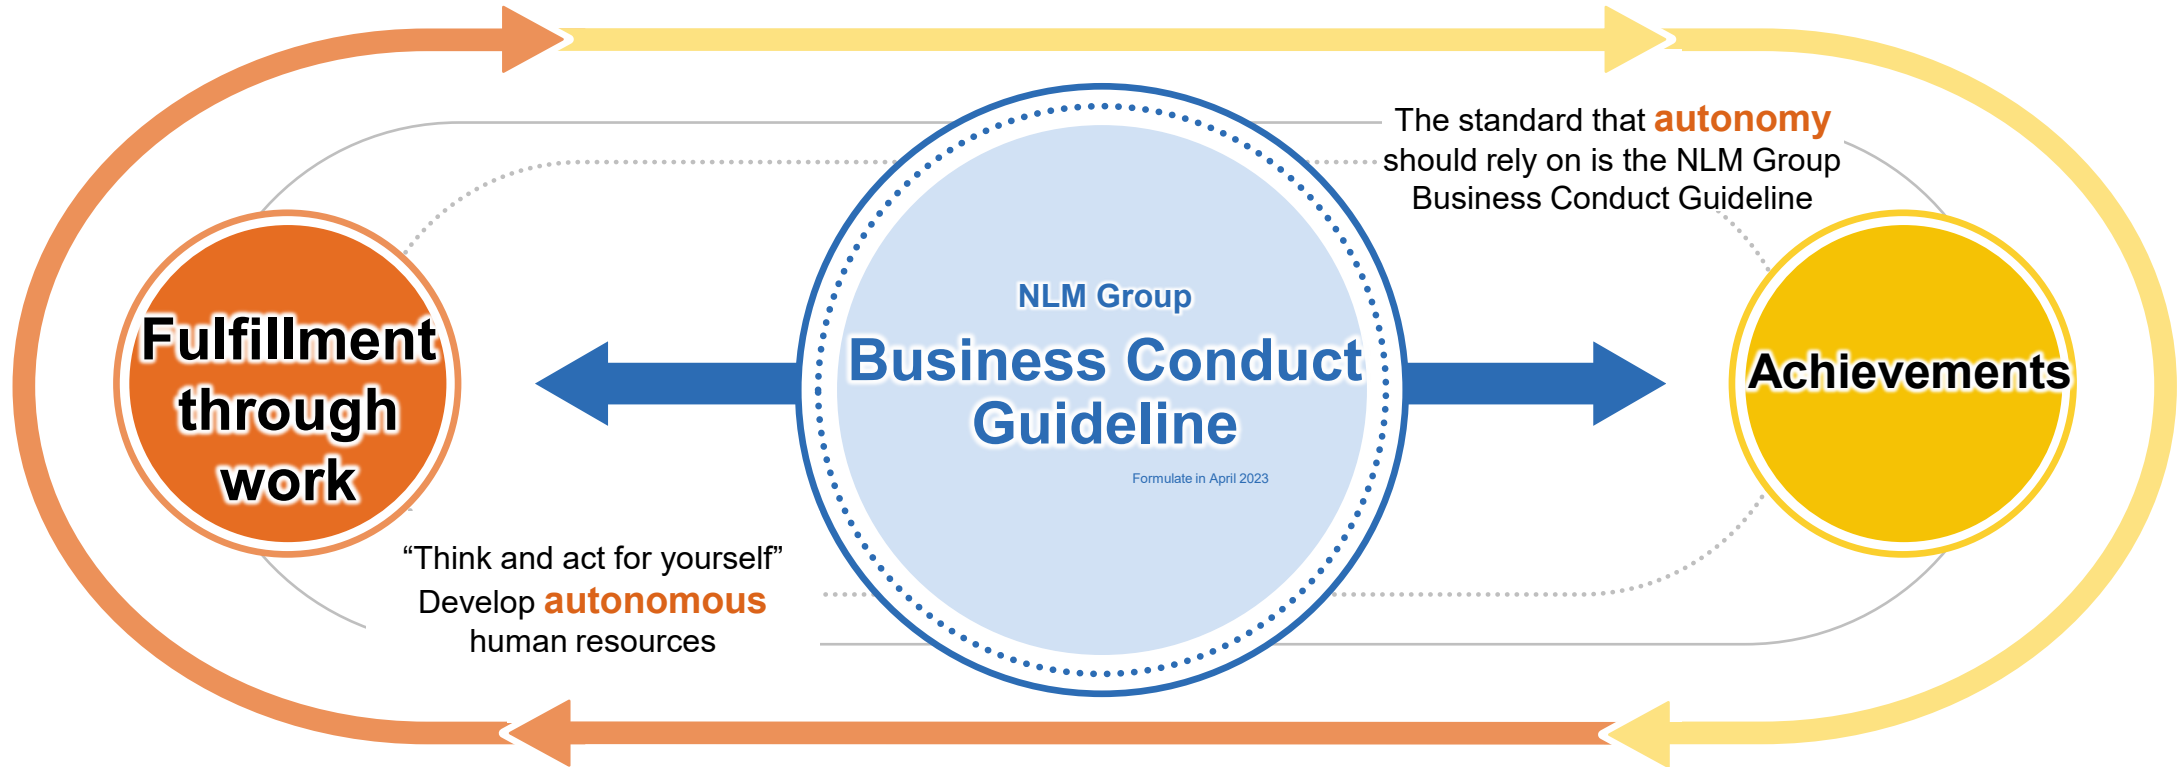 The standard that autonomy
should rely on is the NLM Group
Business Conduct Guideline
NLM Group
Business Conduct
Guideline
Formulate in April 2023
Fulfillment
through
work
Achievements
“Think and act for yourself”
Develop autonomous
human resources